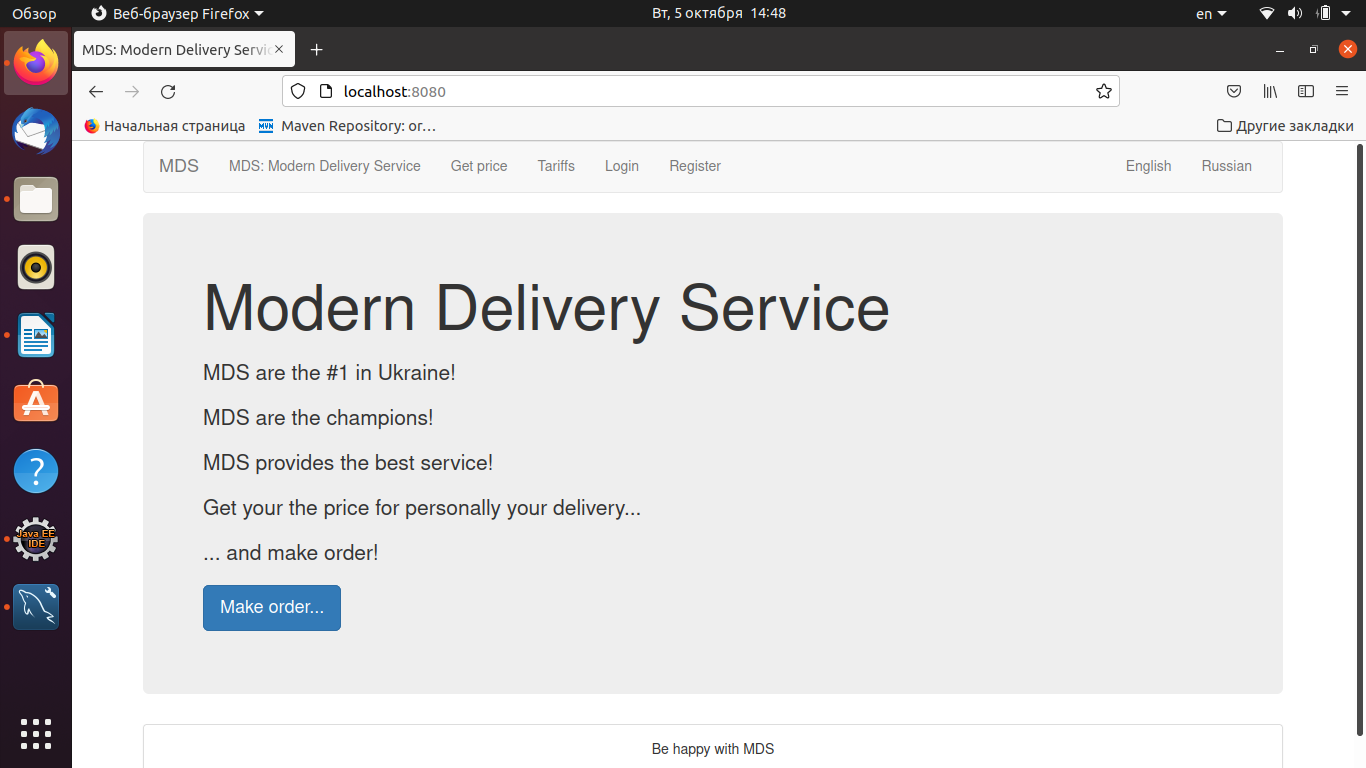 Обзор
Веб-браузер Firefox
Вт, 5 октября 14:48
en
MDS: Modern Delivery Servic
localhost:8080
Начальная страница
MVN
Maven Repository: or…
Другие закладки
MDS
MDS: Modern Delivery Service
Get price
Tariffs
Login
Register
English
Russian
Modern Delivery Service
MDS are the #1 in Ukraine!
MDS are the champions!
MDS provides the best service!
Get your the price for personally your delivery...
... and make order!
Make order...
Be happy with MDS
Java EE
IDE